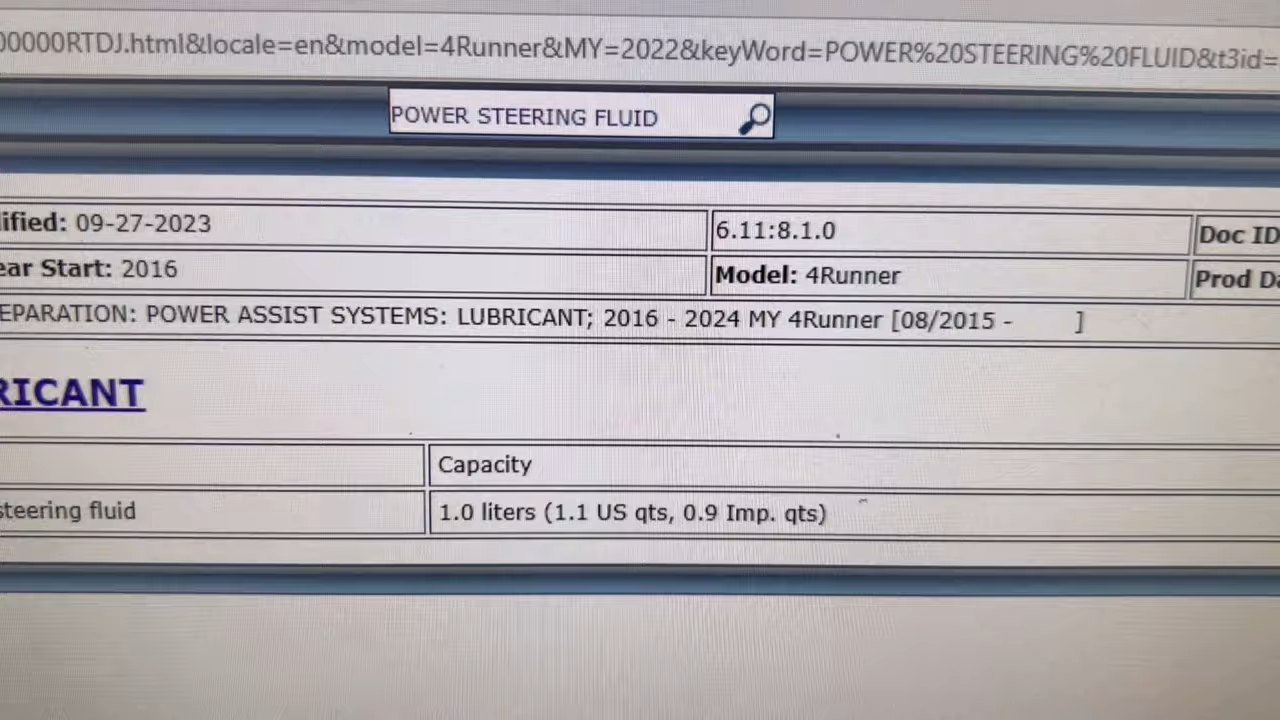 00000RTDJ.html&locale=en&model=4Runner&MY=2022&keyWord=POWER%20STEERING%20FLUID&t3id=
POWER STEERING FLUID
ified: 09-27-2023 6.11:8.1.0 Doc ID
ear Start: 2016 Model: 4Runner Prod Da
EPARATION: POWER ASSIST SYSTEMS: LUBRICANT; 2016 - 2024 MY 4Runner [08/2015 - ]
RICANT
Capacity
steering fluid 1.0 liters (1.1 US qts, 0.9 Imp. qts)